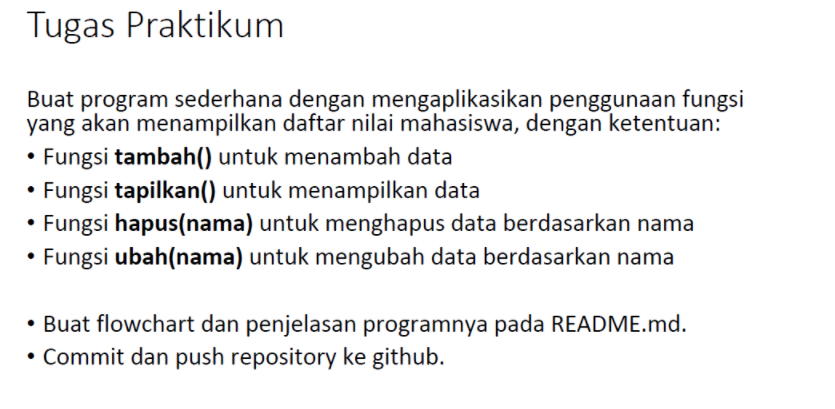 Tugas Praktikum
Buat program sederhana dengan mengaplikasikan penggunaan fungsi
yang akan menampilkan daftar nilai mahasiswa, dengan ketentuan:
• Fungsi tambah() untuk menambah data
• Fungsi tapilkan() untuk menampilkan data
• Fungsi hapus(nama) untuk menghapus data berdasarkan nama
• Fungsi ubah(nama) untuk mengubah data berdasarkan nama
• Buat flowchart dan penjelasan programnya pada README.md.
• Commit dan push repository ke github.